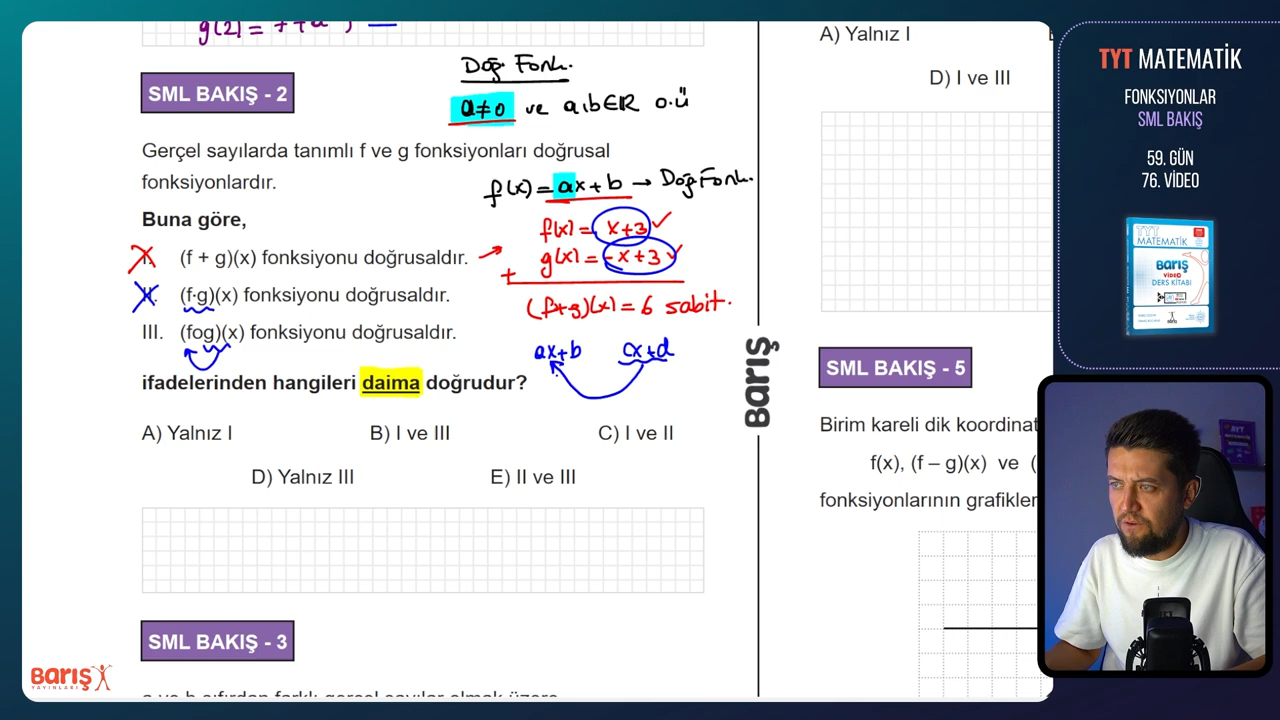 g(2) = 7+a
Doğ. Fonk.
a≠0 ve a,b∈R o.ü
SML BAKIŞ - 2
Gerçel sayılarda tanımlı f ve g fonksiyonları doğrusal
fonksiyonlardır.
f(x) = ax+b → Doğ. Fonk.
Buna göre,
f(x) = x+3 ✓
I. (f + g)(x) fonksiyonu doğrusaldır. →
g(x) = -x+3 ✓
+
II. (f·g)(x) fonksiyonu doğrusaldır.
(f+g)(x) = 6 sabit.
III. (fog)(x) fonksiyonu doğrusaldır.
ax+b cx+d
ifadelerinden hangileri daima doğrudur?
A) Yalnız I B) I ve III C) I ve II
D) Yalnız III E) II ve III
SML BAKIŞ - 3
BARIŞ
YAYINLARI
BARIŞ
A) Yalnız I
D) I ve III
SML BAKIŞ - 5
Birim kareli dik koordinat
f(x), (f – g)(x) ve (
fonksiyonlarının grafikler
TYT MATEMATİK
FONKSIYONLAR
SML BAKIŞ
59. GÜN
76. VİDEO
TYT
MATEMATİK
BARIŞ
VİDEO
DERS KİTABI